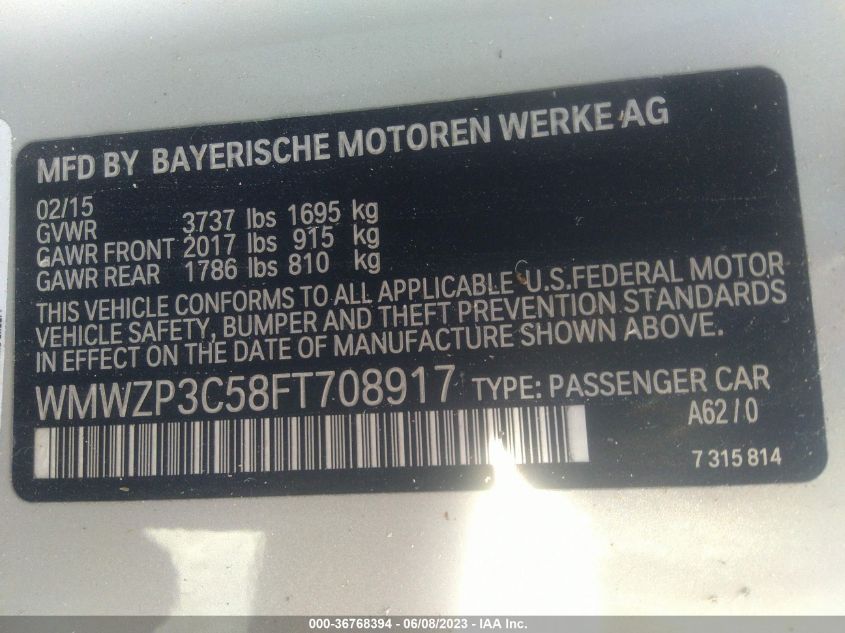 MFD BY BAYERISCHE MOTOREN WERKE AG
02/15
GVWR 3737 lbs 1695 kg
GAWR FRONT 2017 lbs 915 kg
GAWR REAR 1786 lbs 810 kg
THIS VEHICLE CONFORMS TO ALL APPLICABLE U.S.FEDERAL MOTOR
VEHICLE SAFETY, BUMPER AND THEFT PREVENTION STANDARDS
IN EFFECT ON THE DATE OF MANUFACTURE SHOWN ABOVE.
WMWZP3C58FT708917 TYPE: PASSENGER CAR
A62/0
7 315 814
000-36768394 - 06/08/2023 - IAA Inc.